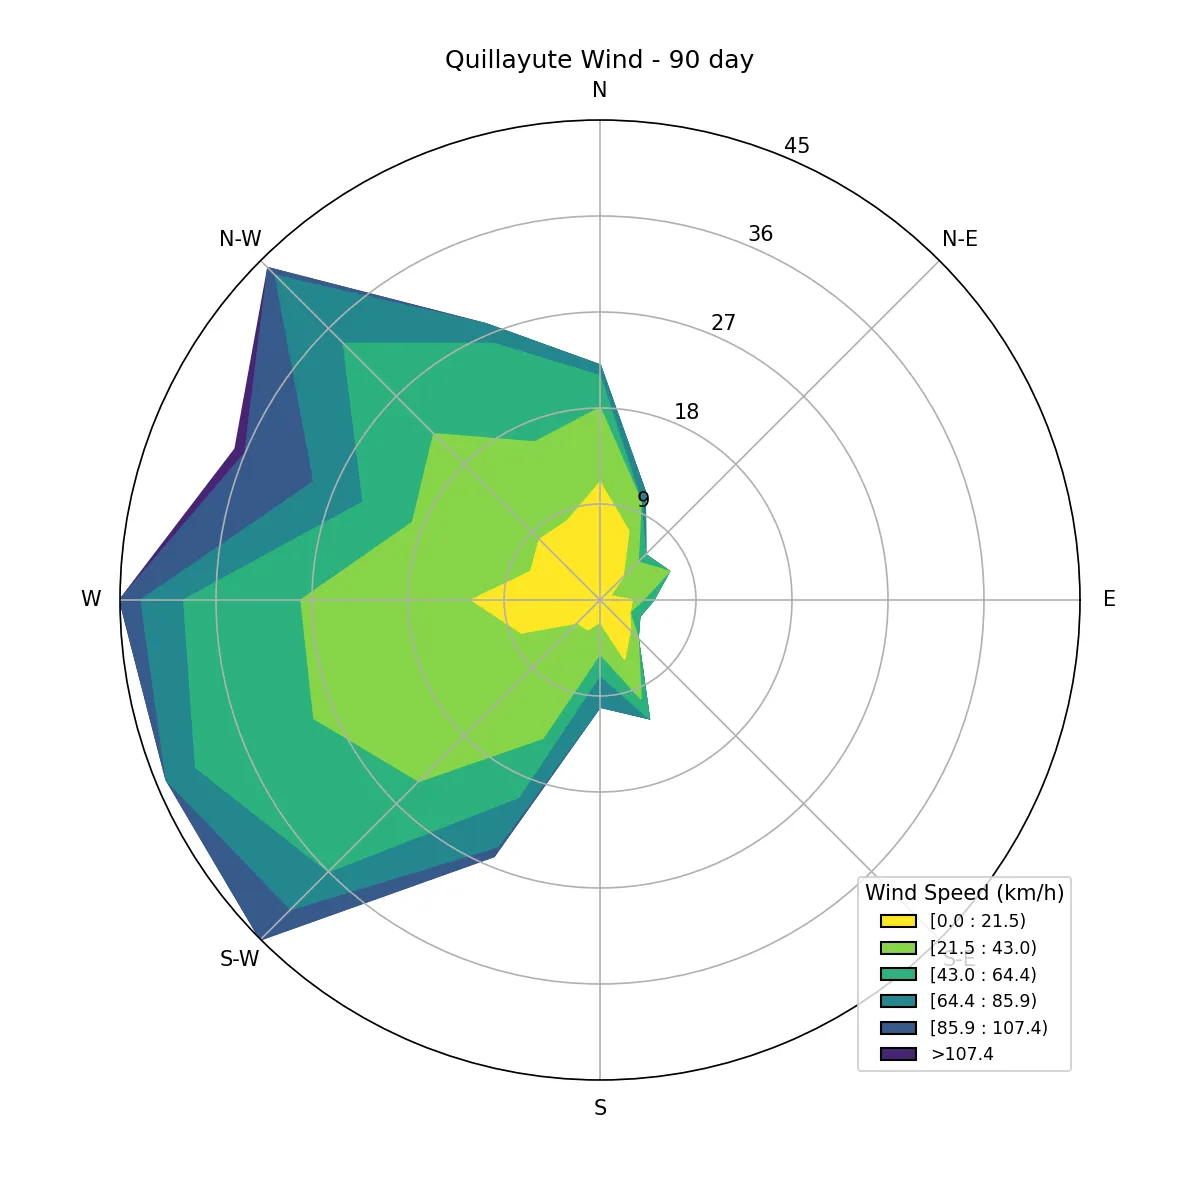 Quillayute Wind - 90 day
N
45
36
N-W
N-E
27
18
9
W
E
S-W
S-E
S
Wind Speed (km/h)
[0.0 : 21.5)
[21.5 : 43.0)
[43.0 : 64.4)
[64.4 : 85.9)
[85.9 : 107.4)
>107.4